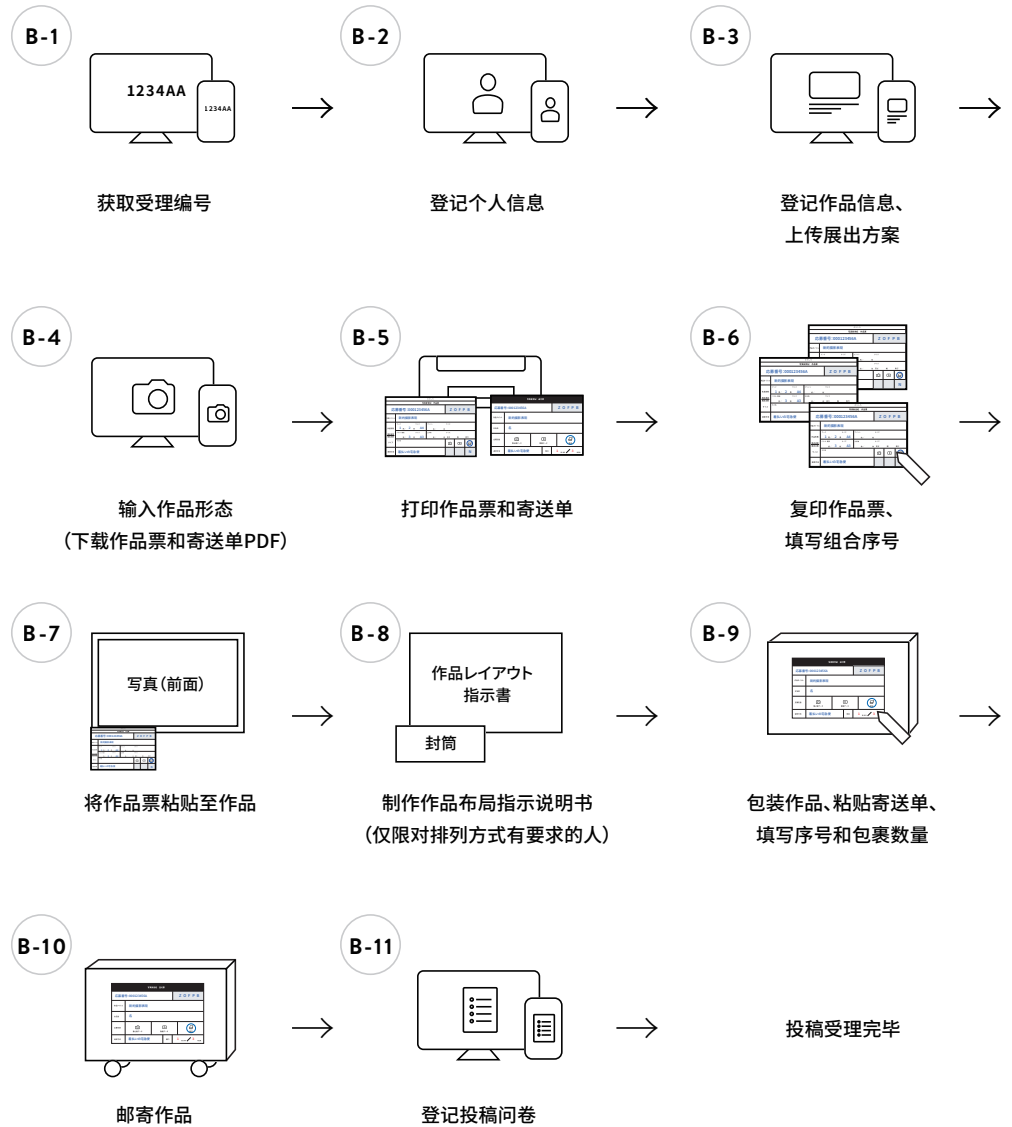 B-1
1234AA
1234AA
获取受理编号
B-2
登记个人信息
B-3
登记作品信息、
上传展出方案
B-4
输入作品形态
（下载作品票和寄送单PDF）
B-5
打印作品票和寄送单
B-6
复印作品票、
填写组合序号
B-7
写真（前面）
将作品票粘贴至作品
B-8
作品レイアウト
指示書
封筒
制作作品布局指示说明书
（仅限对排列方式有要求的人）
B-9
包装作品、粘贴寄送单、
填写序号和包裹数量
B-10
邮寄作品
B-11
登记投稿问卷
投稿受理完毕